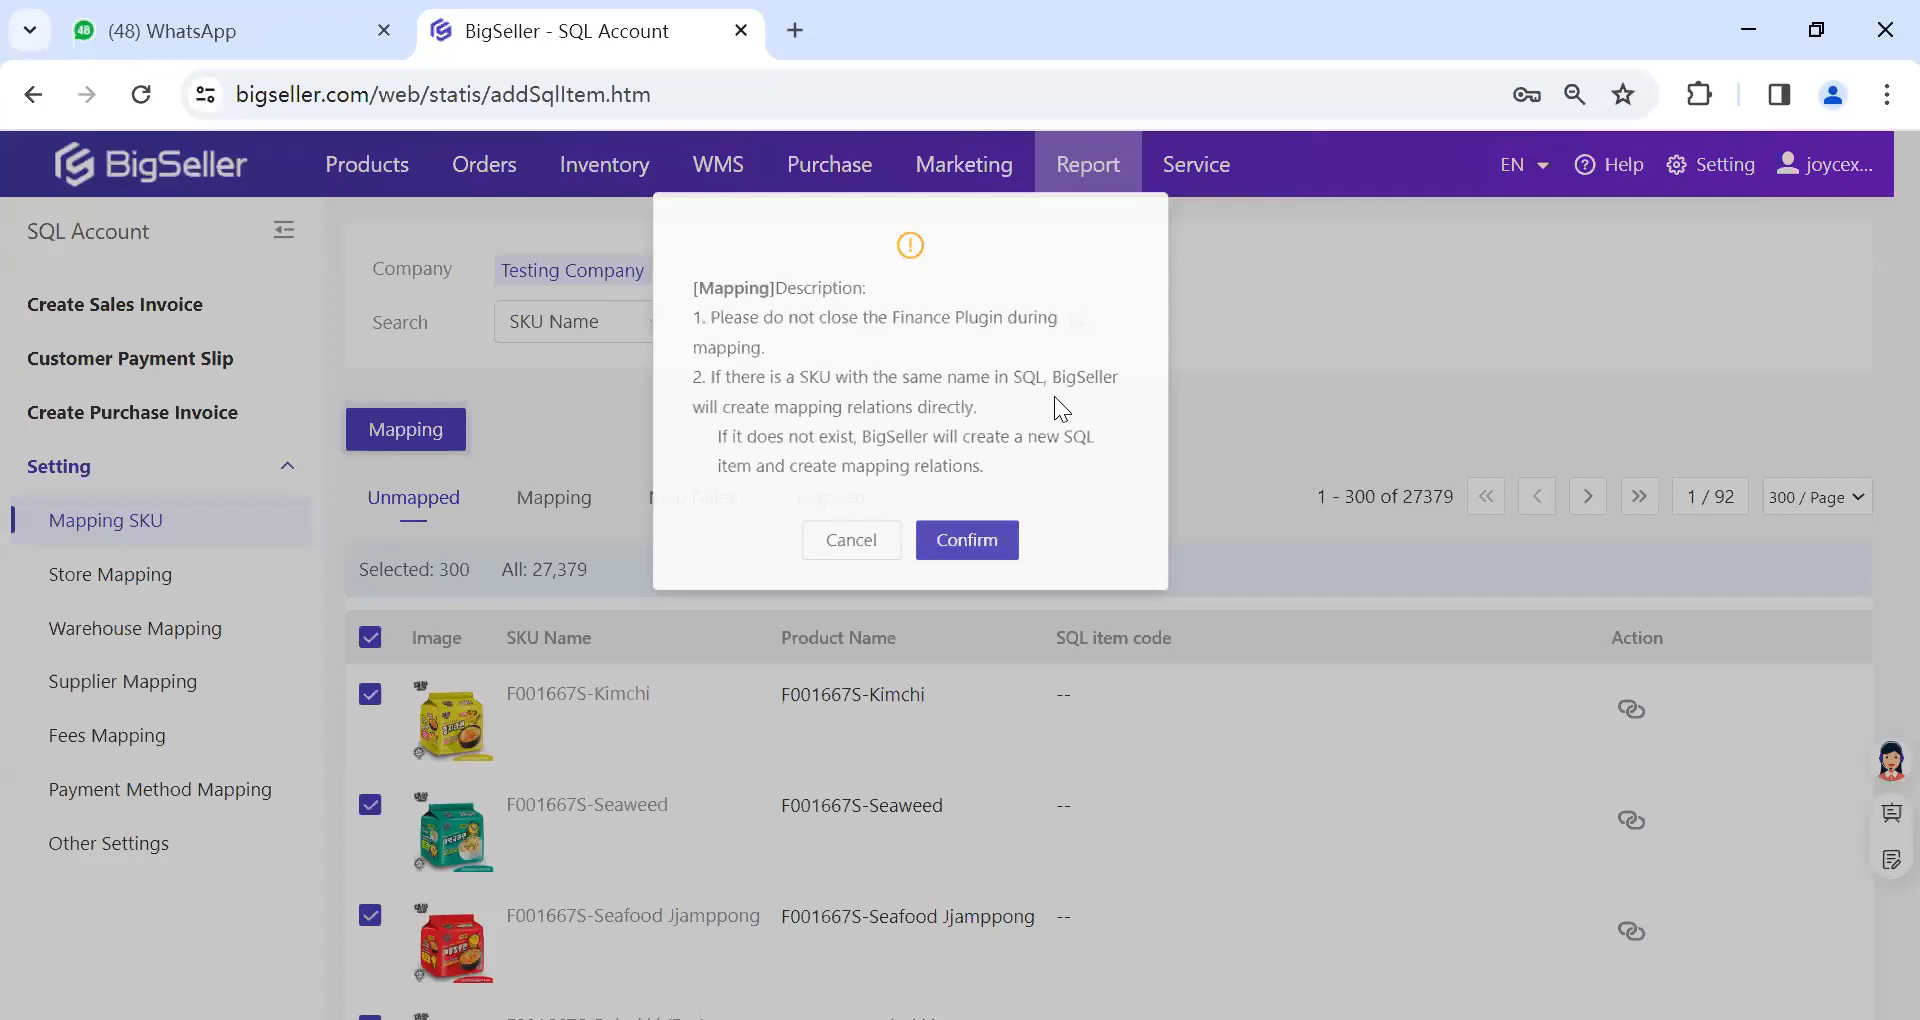 48
(48) WhatsApp
BigSeller - SQL Account
bigseller.com/web/statis/addSqlItem.htm
BigSeller
Products
Orders
Inventory
WMS
Purchase
Marketing
Report
Service
EN
Help
Setting
joycex...
SQL Account
Create Sales Invoice
Customer Payment Slip
Create Purchase Invoice
Setting
Mapping SKU
Store Mapping
Warehouse Mapping
Supplier Mapping
Fees Mapping
Payment Method Mapping
Other Settings
Company
Testing Company
Search
SKU Name
[Mapping]Description:
1. Please do not close the Finance Plugin during
mapping.
2. If there is a SKU with the same name in SQL, BigSeller
will create mapping relations directly.
If it does not exist, BigSeller will create a new SQL
item and create mapping relations.
Cancel
Confirm
Mapping
Unmapped
Mapping
1 - 300 of 27379
1 / 92
300 / Page
Selected: 300
All: 27,379
Image
SKU Name
Product Name
SQL item code
Action
F001667S-Kimchi
F001667S-Kimchi
--
F001667S-Seaweed
F001667S-Seaweed
--
F001667S-Seafood Jjamppong
F001667S-Seafood Jjamppong
--